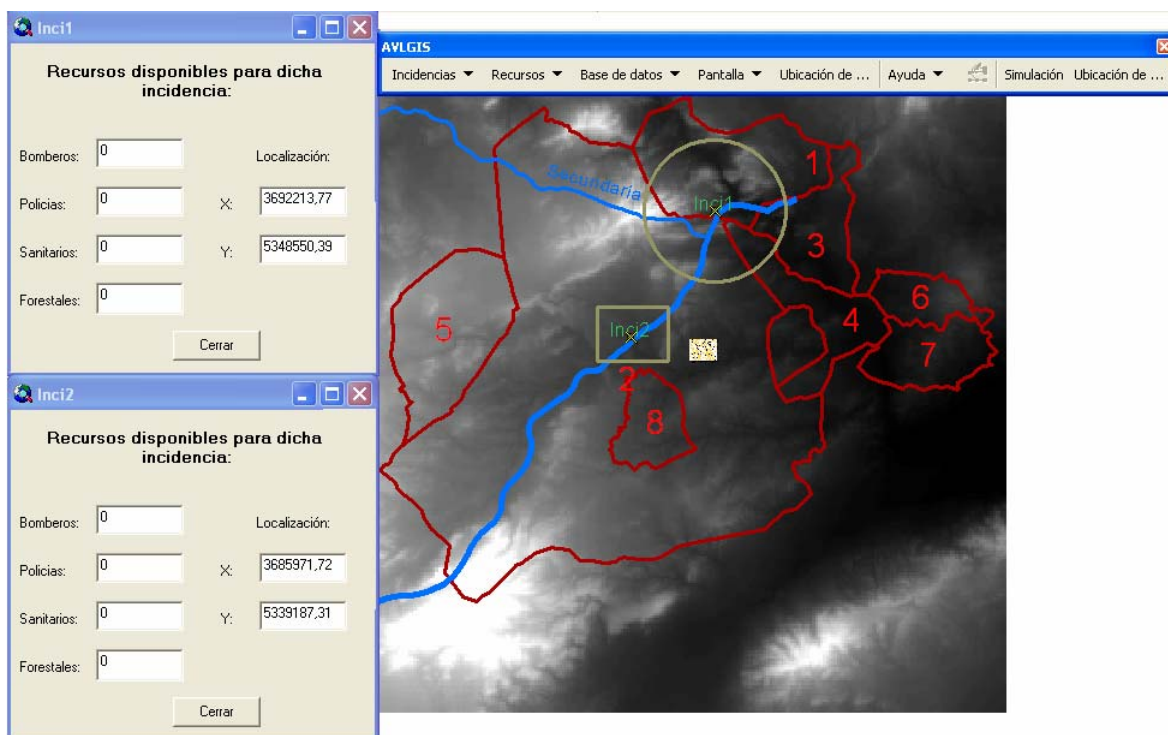 Inci1
Recursos disponibles para dicha
incidencia:
Bomberos: 0
Localización:
Policias: 0
X: 3692213,77
Sanitarios: 0
Y: 5348550,39
Forestales: 0
Cerrar
Inci2
Recursos disponibles para dicha
incidencia:
Bomberos: 0
Localización:
Policias: 0
X: 3685971,72
Sanitarios: 0
Y: 5339187,31
Forestales: 0
Cerrar
AVLGIS
Incidencias Recursos Base de datos Pantalla Ubicación de ... Ayuda Simulación Ubicación de ...
Secundaria
1
Inci1
3
6
5
Inci2
4
7
2
8